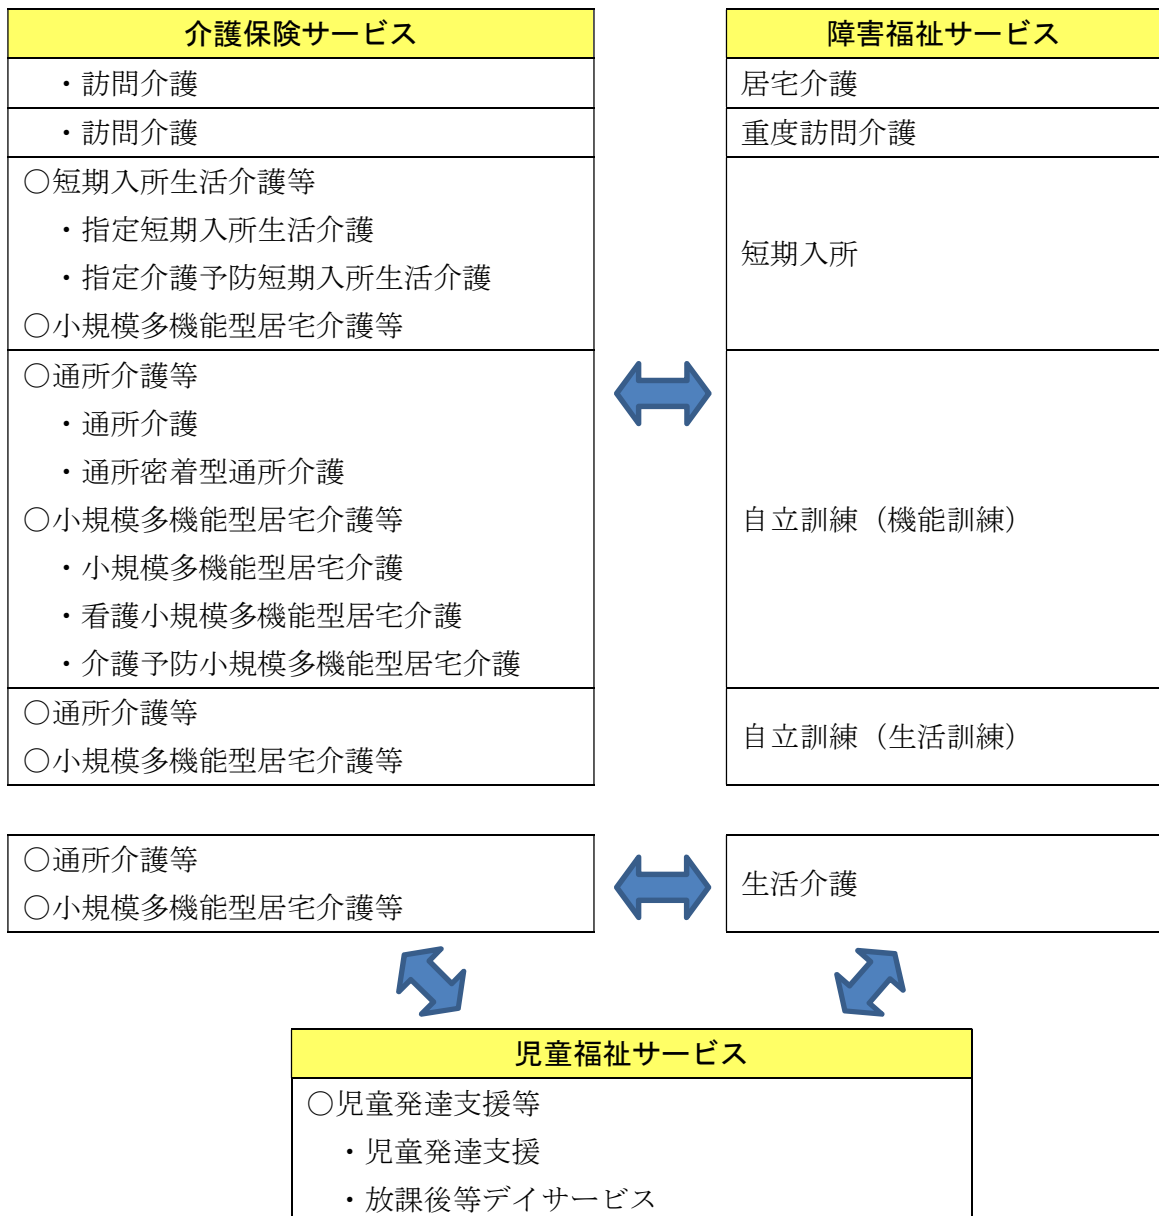 介護保険サービス
障害福祉サービス
・訪問介護
居宅介護
・訪問介護
重度訪問介護
○短期入所生活介護等
・指定短期入所生活介護
・指定介護予防短期入所生活介護
○小規模多機能型居宅介護等
短期入所
○通所介護等
・通所介護
・通所密着型通所介護
○小規模多機能型居宅介護等
・小規模多機能型居宅介護
・看護小規模多機能型居宅介護
・介護予防小規模多機能型居宅介護
自立訓練（機能訓練）
○通所介護等
○小規模多機能型居宅介護等
自立訓練（生活訓練）
○通所介護等
○小規模多機能型居宅介護等
生活介護
児童福祉サービス
○児童発達支援等
・児童発達支援
・放課後等デイサービス